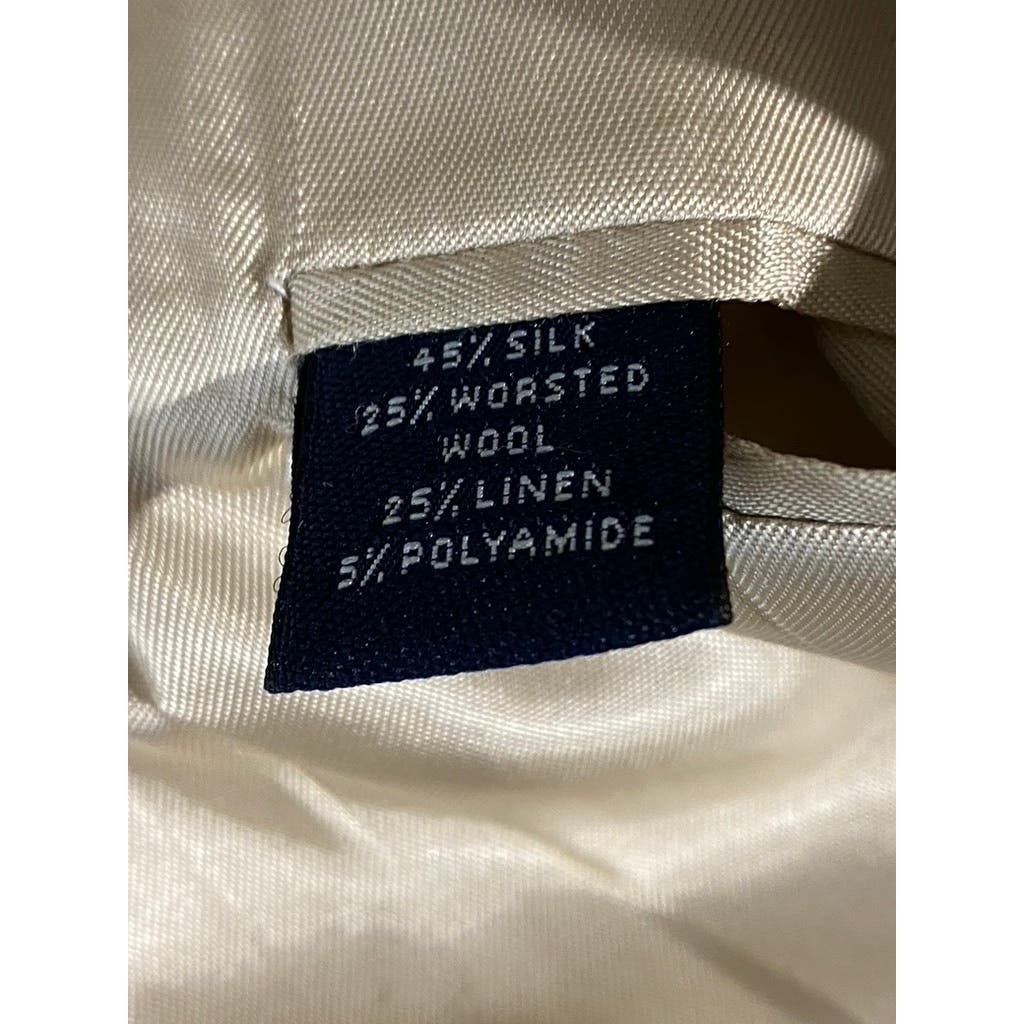 45% SILK
25% WORSTED
WOOL
25% LINEN
5% POLYAMIDE